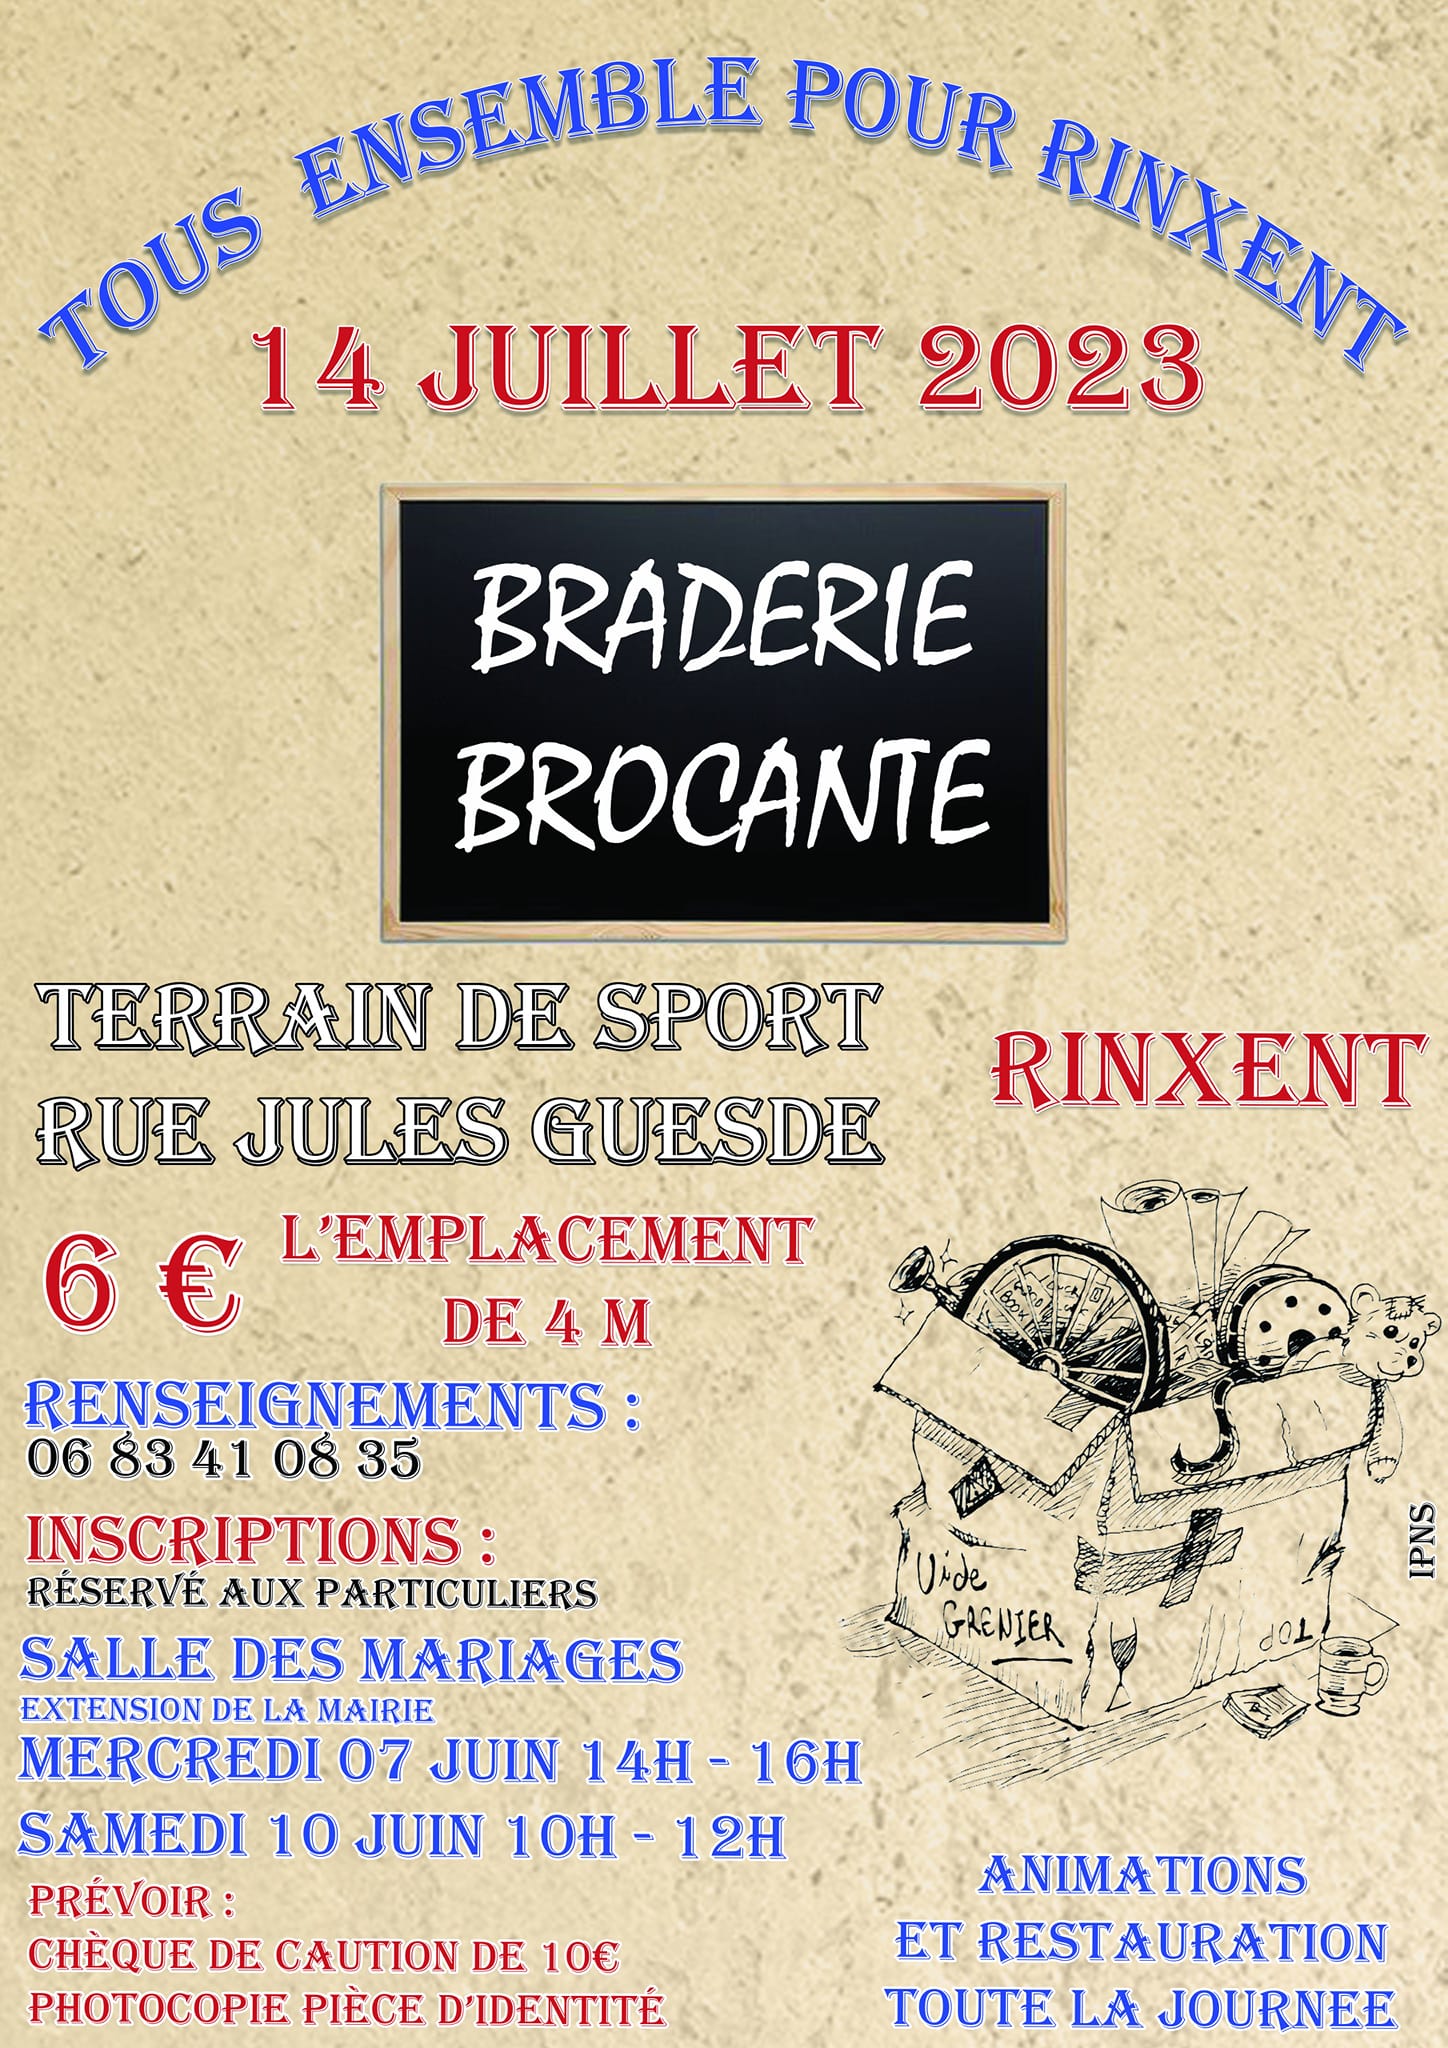 TOUS ENSEMBLE POUR RINXENT
14 JUILLET 2023
BRADERIE
BROCANTE
TERRAIN DE SPORT
RUE JULES GUESDE
RINXENT
6 €
L'EMPLACEMENT
DE 4 M
RENSEIGNEMENTS :
06 83 41 08 35
INSCRIPTIONS :
RÉSERVÉ AUX PARTICULIERS
SALLE DES MARIAGES
EXTENSION DE LA MAIRIE
MERCREDI 07 JUIN 14H - 16H
SAMEDI 10 JUIN 10H - 12H
PRÉVOIR :
CHÈQUE DE CAUTION DE 10€
PHOTOCOPIE PIÈCE D'IDENTITÉ
Vide
GRENIER
TOP
IPNS
ANIMATIONS
ET RESTAURATION
TOUTE LA JOURNEE